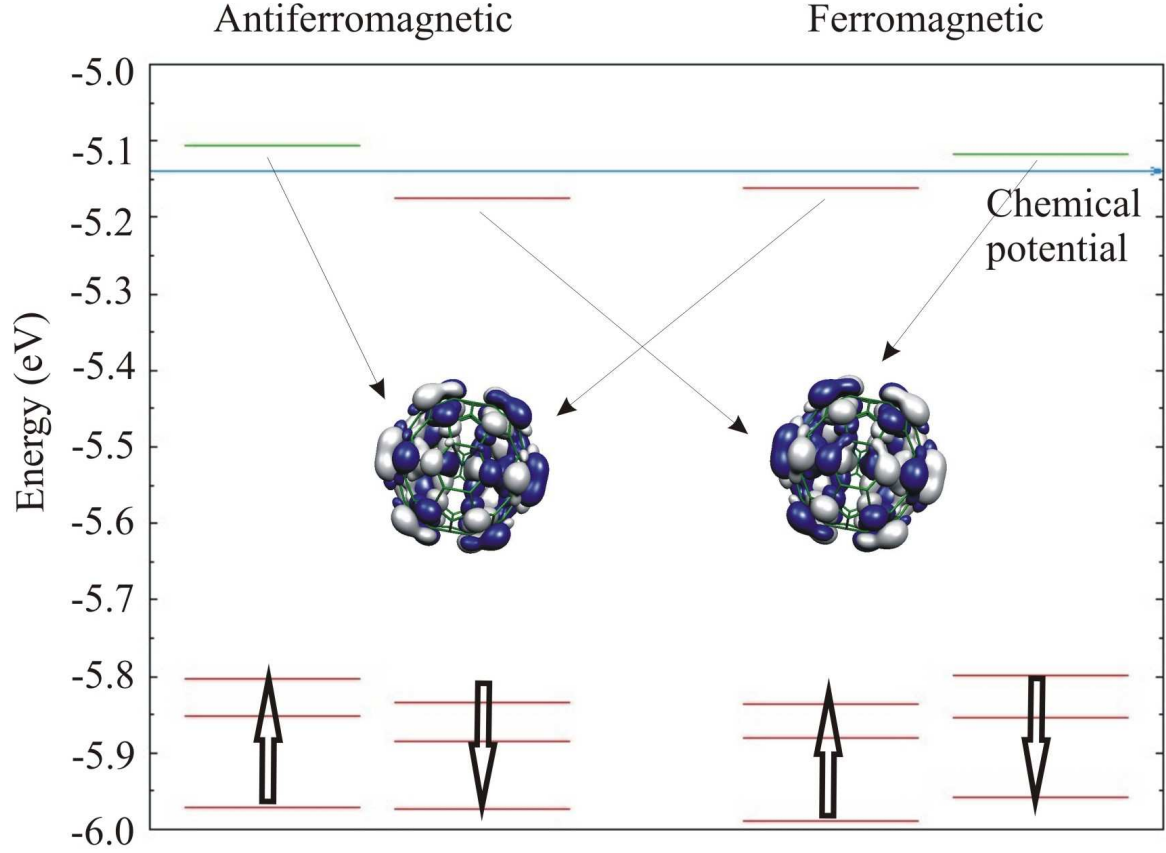 Antiferromagnetic
Ferromagnetic
-5.0
-5.1
-5.2
-5.3
-5.4
-5.5
-5.6
-5.7
-5.8
-5.9
-6.0
Energy (eV)
Chemical
potential